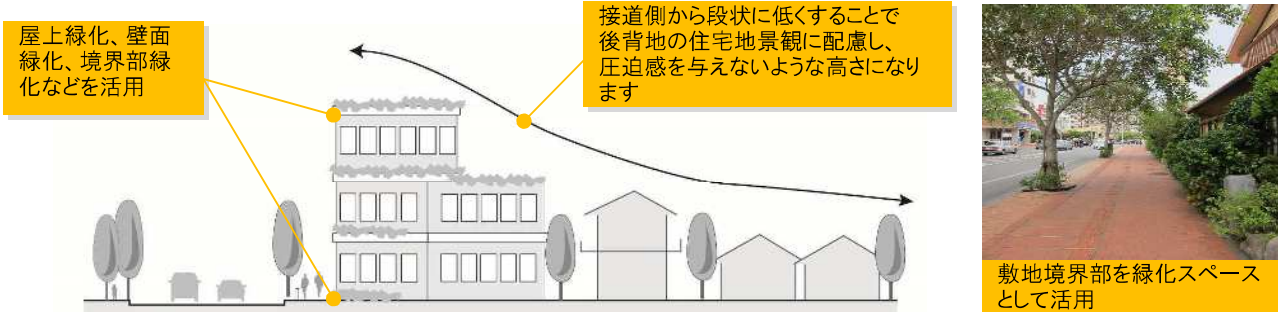 屋上緑化、壁面
緑化、境界部緑
化などを活用
接道側から段状に低くすることで
後背地の住宅地景観に配慮し、
圧迫感を与えないような高さになり
ます
敷地境界部を緑化スペース
として活用